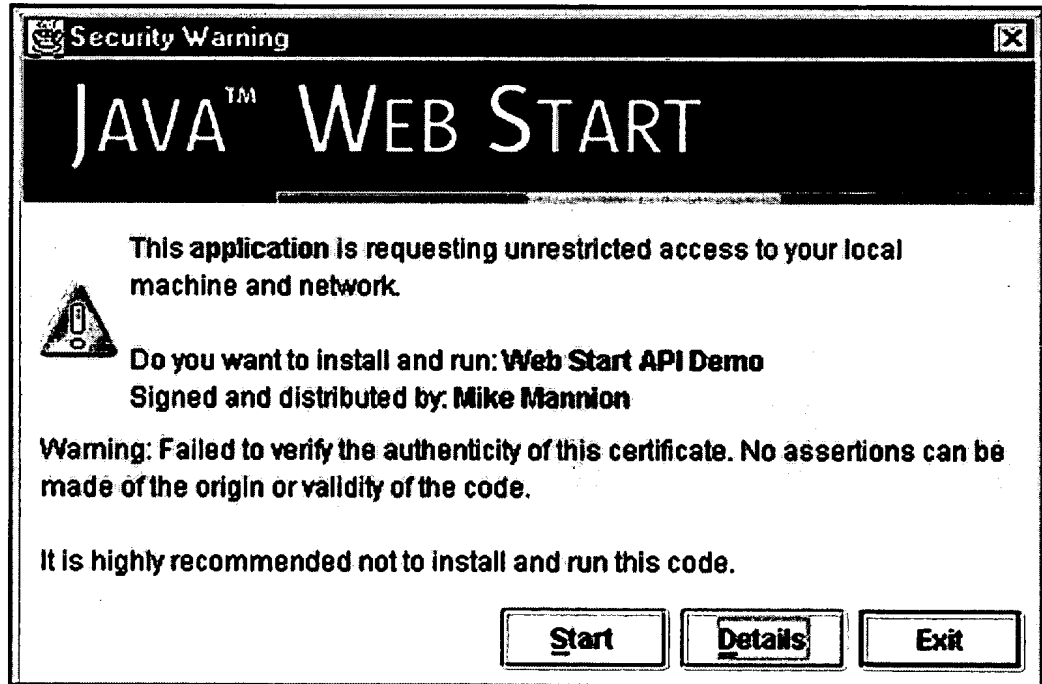 Security Warning
JAVA™ WEB START
This application is requesting unrestricted access to your local
machine and network.
Do you want to install and run: Web Start API Demo
Signed and distributed by: Mike Mannion
Warning: Failed to verify the authenticity of this certificate. No assertions can be
made of the origin or validity of the code.
It is highly recommended not to install and run this code.
Start
Details
Exit